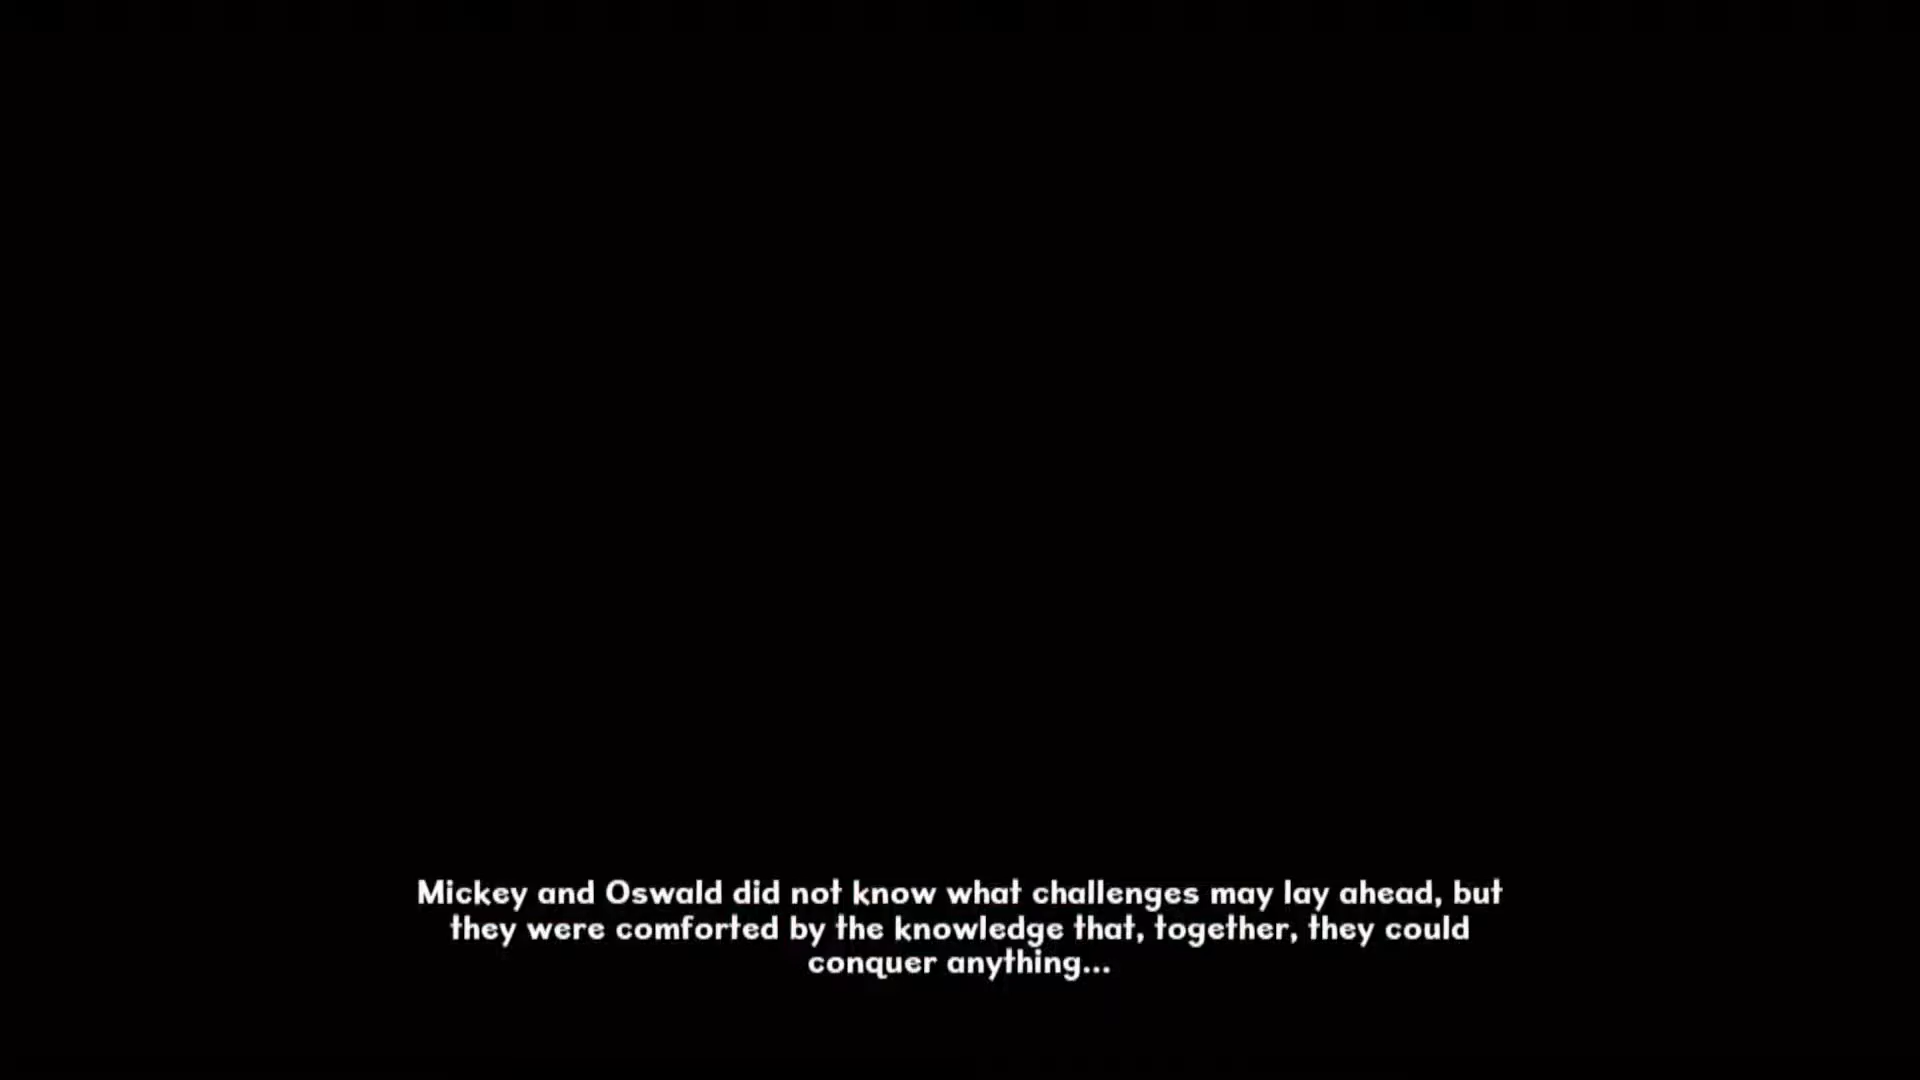 Mickey and Oswald did not know what challenges may lay ahead, but
they were comforted by the knowledge that, together, they could
conquer anything...